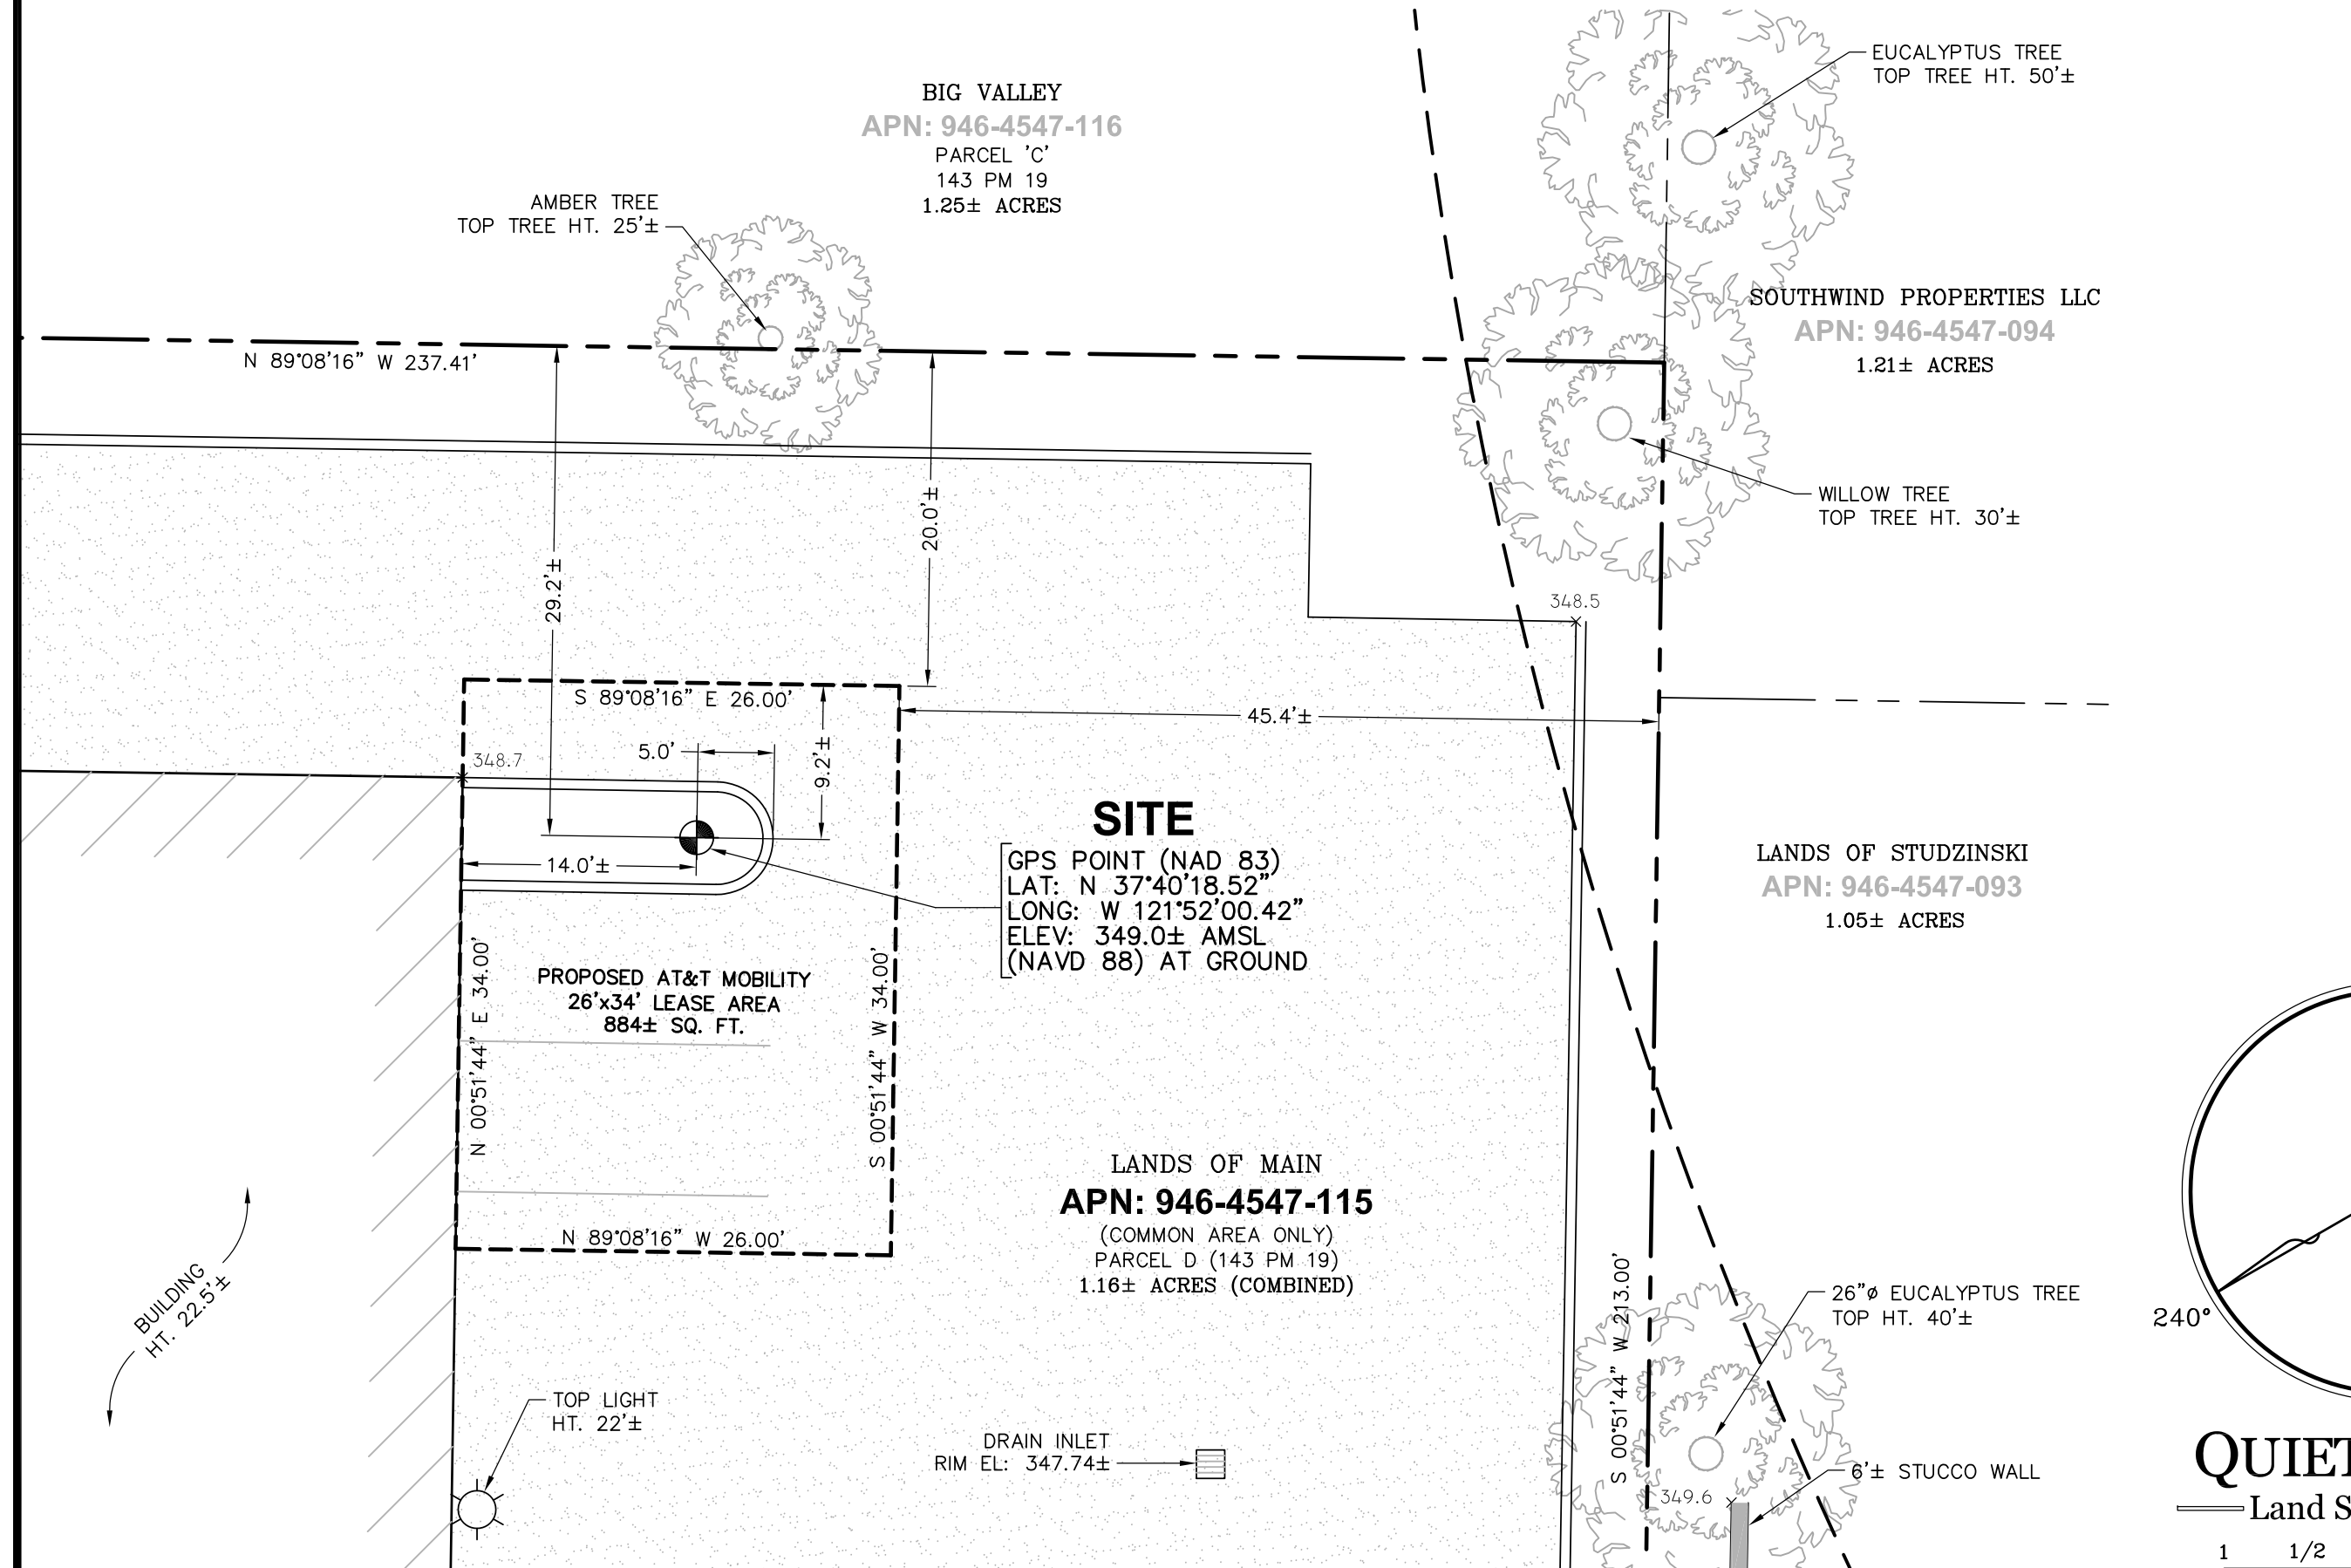 EUCALYPTUS TREE
TOP TREE HT. 50'±
BIG VALLEY
APN: 946-4547-116
PARCEL 'C'
143 PM 19
1.25± ACRES
AMBER TREE
TOP TREE HT. 25'±
SOUTHWIND PROPERTIES LLC
APN: 946-4547-094
1.21± ACRES
N 89°08'16" W 237.41'
WILLOW TREE
TOP TREE HT. 30'±
20.0'±
29.2'±
348.5
S 89°08'16" E 26.00'
45.4'±
5.0'
9.2'±
348.7
SITE
GPS POINT (NAD 83)
LAT: N 37°40'18.52"
LONG: W 121°52'00.42"
ELEV: 349.0± AMSL
(NAVD 88) AT GROUND
14.0'±
LANDS OF STUDZINSKI
APN: 946-4547-093
1.05± ACRES
PROPOSED AT&T MOBILITY
26'x34' LEASE AREA
884± SQ. FT.
N 00°51'44" E 34.00'
S 00°51'44" W 34.00'
LANDS OF MAIN
APN: 946-4547-115
(COMMON AREA ONLY)
PARCEL D (143 PM 19)
1.16± ACRES (COMBINED)
N 89°08'16" W 26.00'
BUILDING
HT. 22.5'±
S 00°51'44" W 213.00'
26"ø EUCALYPTUS TREE
TOP HT. 40'±
240°
TOP LIGHT
HT. 22'±
DRAIN INLET
RIM EL: 347.74±
6'± STUCCO WALL
349.6
QUIET
Land S
1 1/2